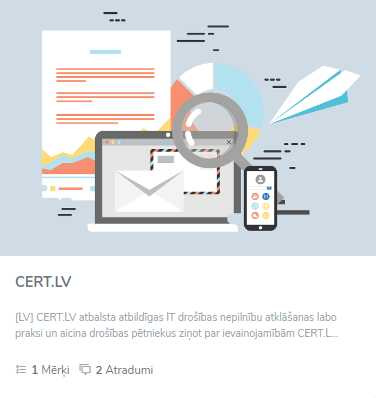 CERT.LV
[LV] CERT.LV atbalsta atbildīgas IT drošības nepilnību atklāšanas labo
praksi un aicina drošības pētniekus ziņot par ievainojamībām CERT.L...
1 Mērķi 2 Atradumi